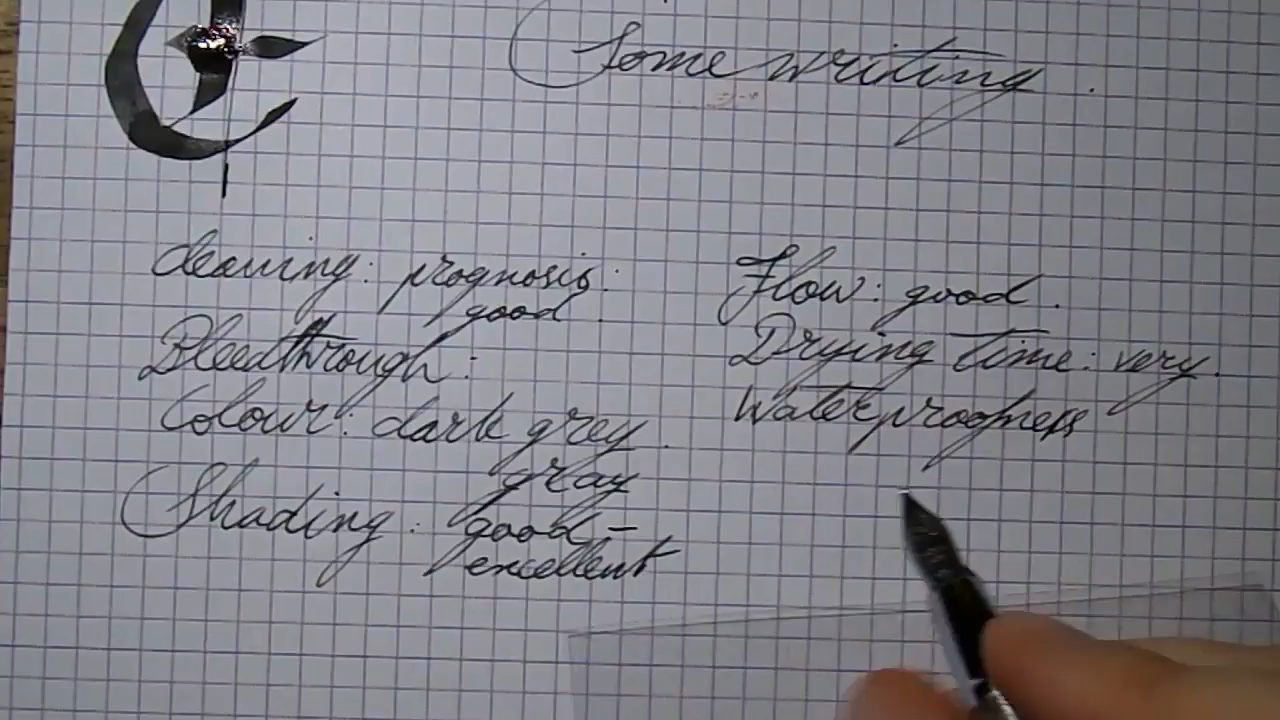 Some writing.
Cleaning: prognosis:
good.
Bleedthrough:
Colour: dark grey.
gray
Shading: good –
excellent
Flow: good.
Drying time: very.
Waterproofness